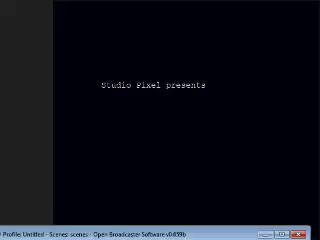 Studio Pixel presents
Profile: Untitled - Scenes: scenes - Open Broadcaster Software v0.659b